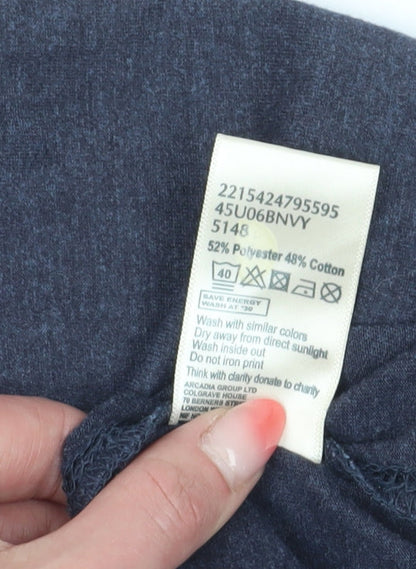 2215424795595
45U06BNVY
5148
52% Polyester 48% Cotton
40
SAVE ENERGY
WASH AT °30
Wash with similar colors
Dry away from direct sunlight
Wash inside out
Do not iron print
Think with clarity donate to charity
ARCADIA GROUP LTD
COLGRAVE HOUSE
70 BERNERS
LONDON